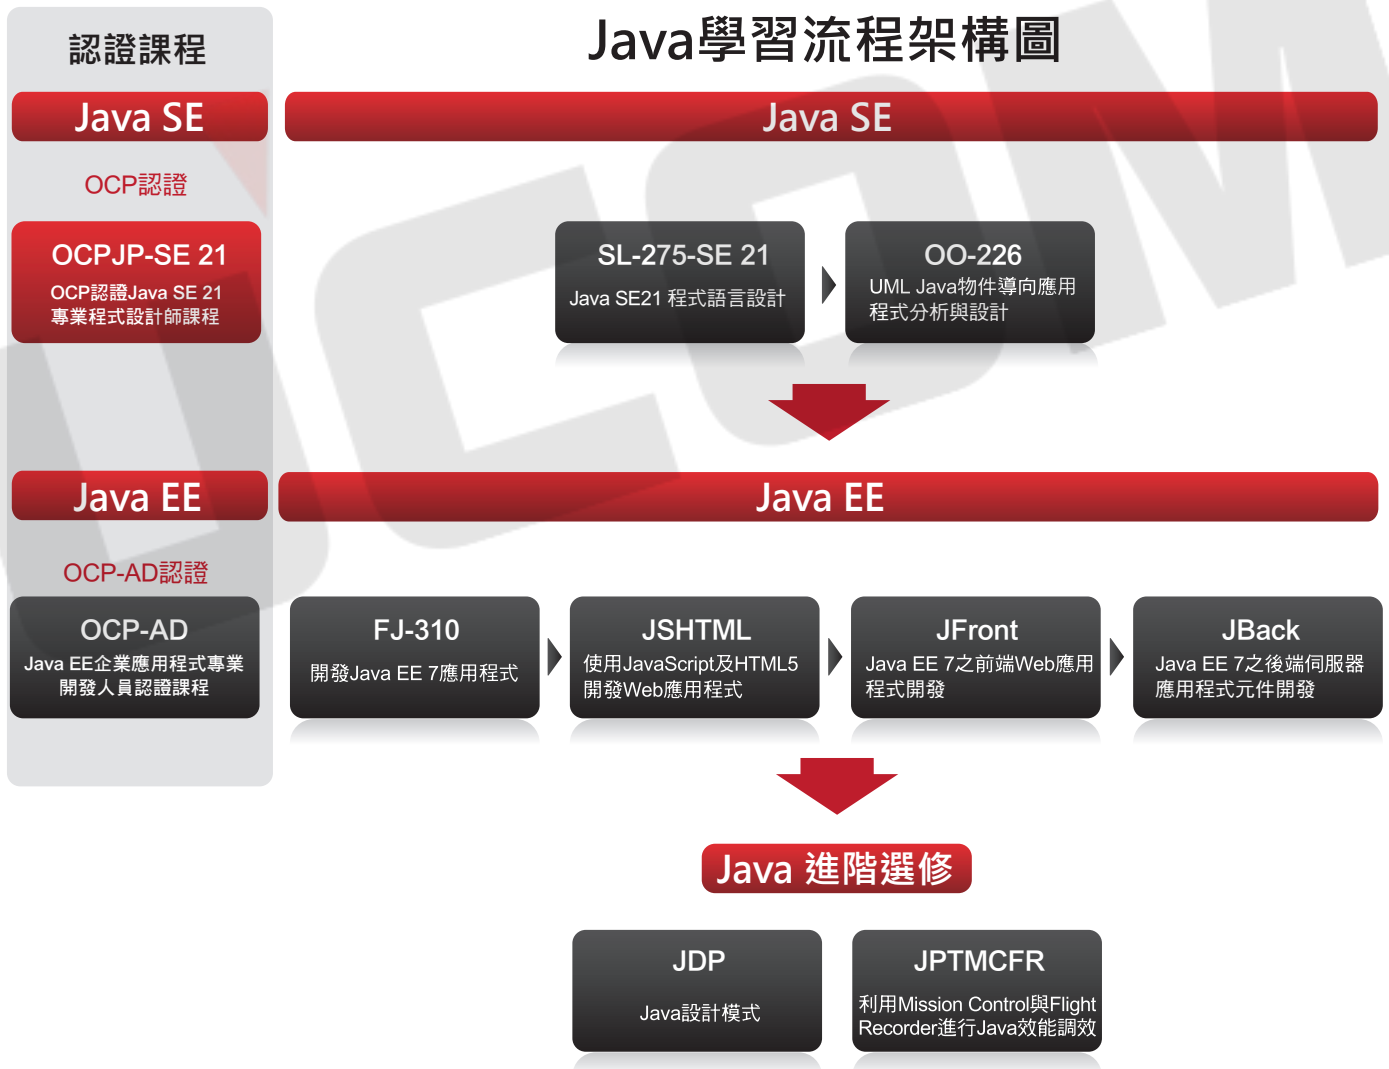 Java學習流程架構圖
認證課程
Java SE
Java SE
OCP認證
OCPJP-SE 21
OCP認證Java SE 21
專業程式設計師課程
SL-275-SE 21
Java SE21 程式語言設計
OO-226
UML Java物件導向應用
程式分析與設計
Java EE
Java EE
OCP-AD認證
OCP-AD
Java EE企業應用程式專業
開發人員認證課程
FJ-310
開發Java EE 7應用程式
JSHTML
使用JavaScript及HTML5
開發Web應用程式
JFront
Java EE 7之前端Web應用
程式開發
JBack
Java EE 7之後端伺服器
應用程式元件開發
Java 進階選修
JDP
Java設計模式
JPTMCFR
利用Mission Control與Flight
Recorder進行Java效能調效
UCOM